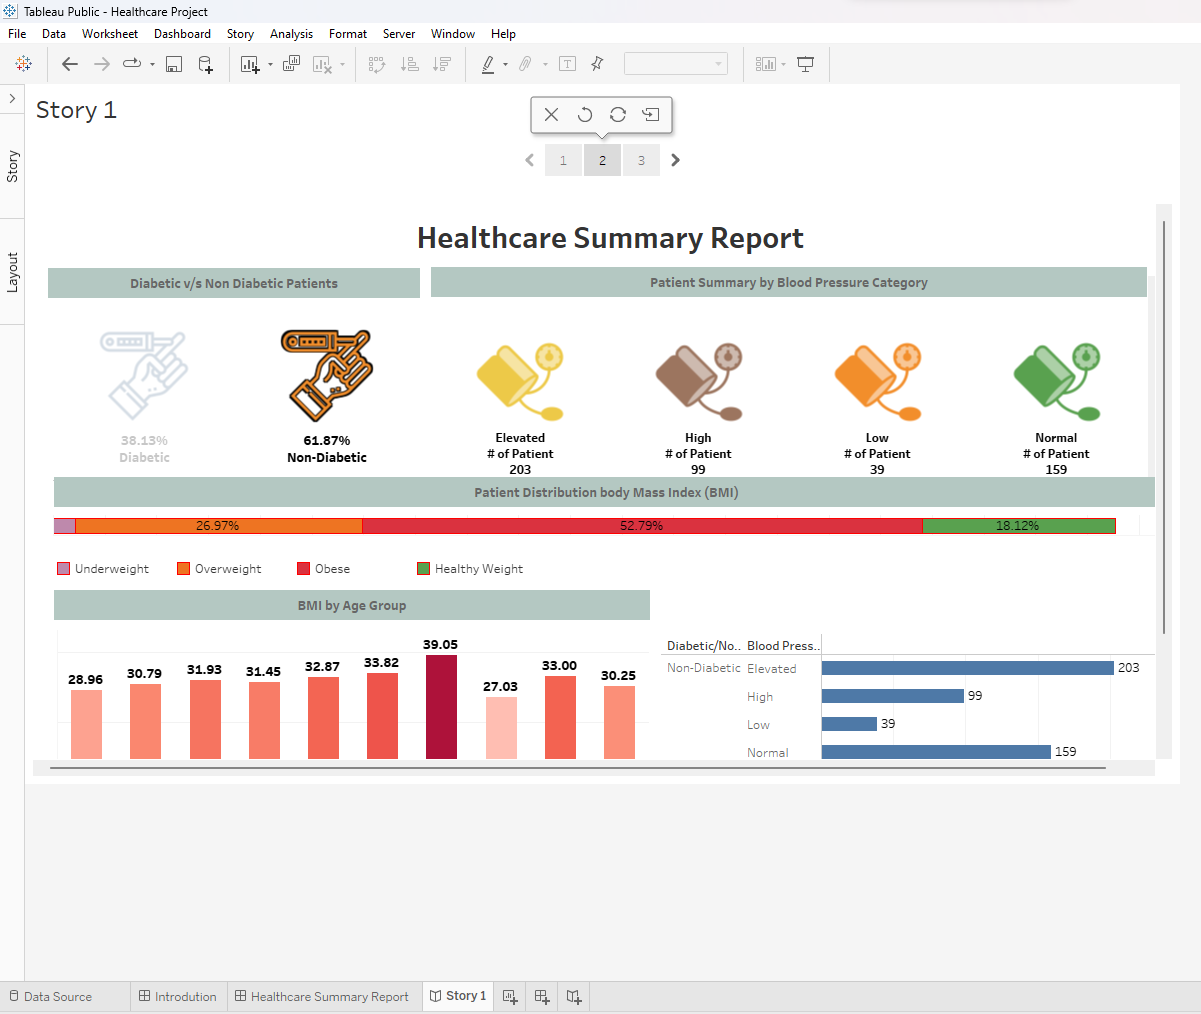 Tableau Public - Healthcare Project
File Data Worksheet Dashboard Story Analysis Format Server Window Help
Story 1
1 2 3
Story
Layout
Healthcare Summary Report
Diabetic v/s Non Diabetic Patients
Patient Summary by Blood Pressure Category
38.13%
Diabetic
61.87%
Non-Diabetic
Elevated
# of Patient
203
High
# of Patient
99
Low
# of Patient
39
Normal
# of Patient
159
Patient Distribution body Mass Index (BMI)
26.97% 52.79% 18.12%
Underweight Overweight Obese Healthy Weight
BMI by Age Group
28.96 30.79 31.93 31.45 32.87 33.82 39.05 27.03 33.00 30.25
Diabetic/No.. Blood Press..
Non-Diabetic Elevated 203
High 99
Low 39
Normal 159
Data Source Introdution Healthcare Summary Report Story 1